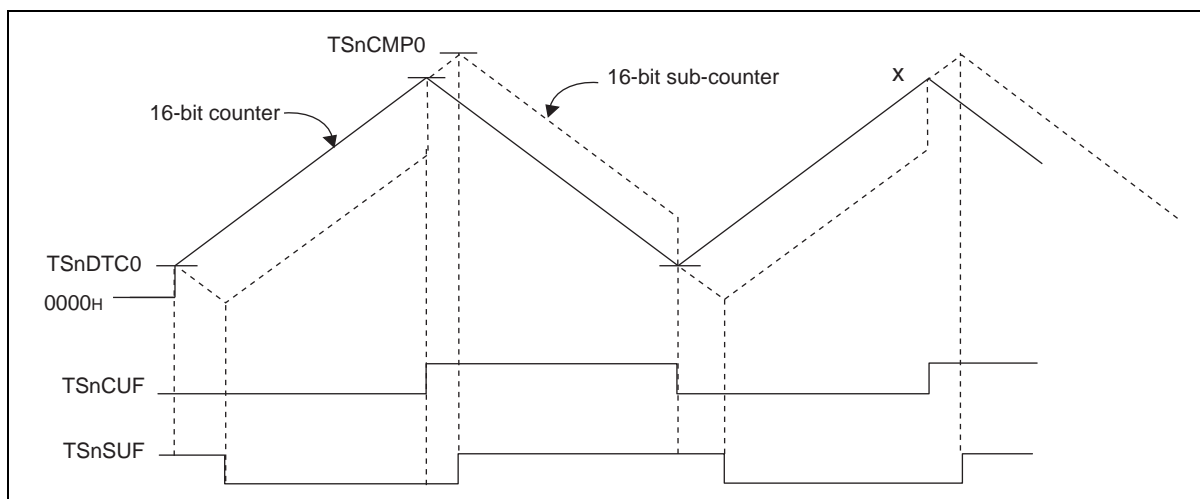 TSnCMP0
16-bit sub-counter
x
16-bit counter
TSnDTC0
0000H
TSnCUF
TSnSUF